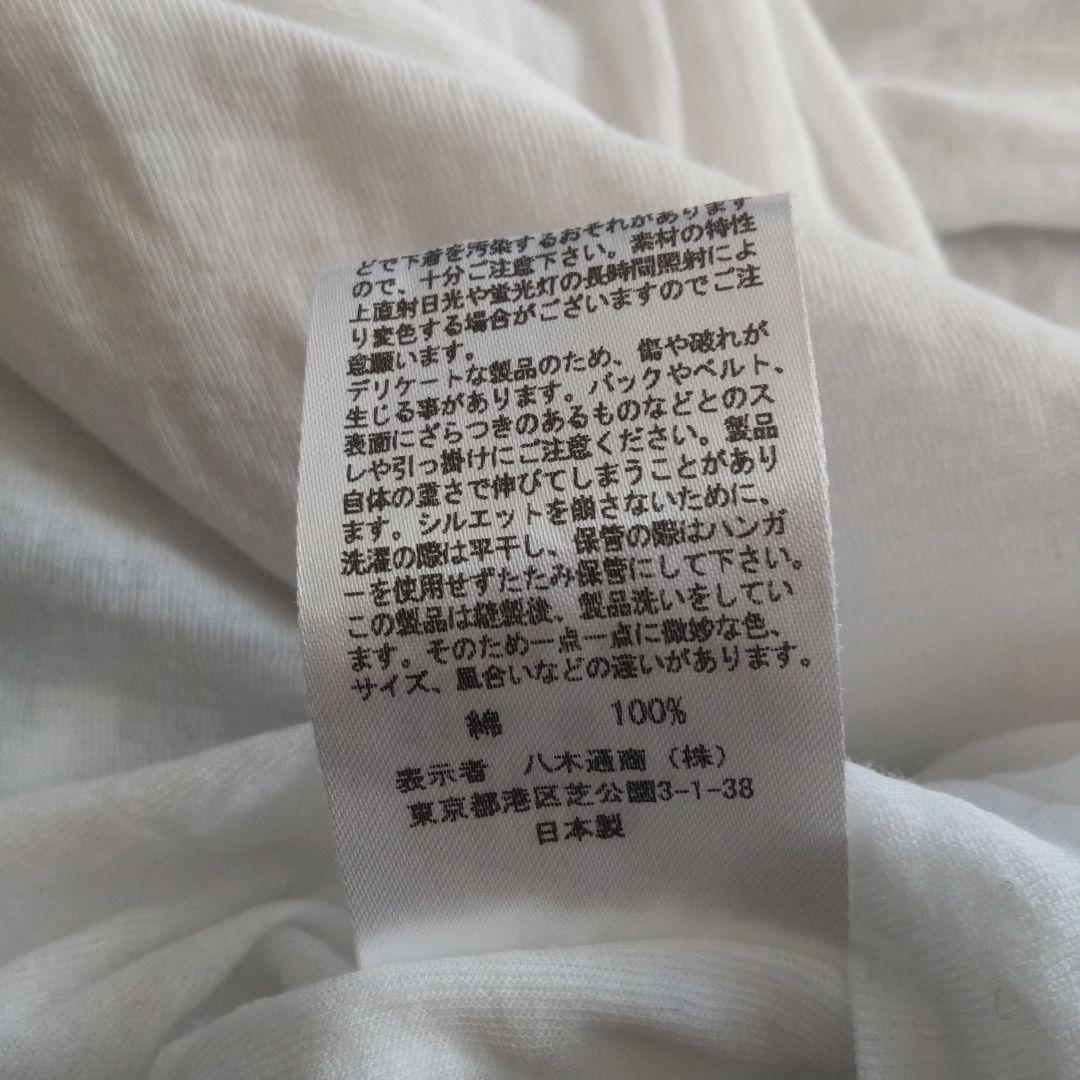 どで下着を汚染するおそれがあります
ので、十分ご注意下さい。素材の特性
上直射日光や蛍光灯の長時間照射によ
り変色する場合がございますのでご注
意願います。
デリケートな製品のため、傷や破れが
生じる事があります。バックやベルト、
表面にざらつきのあるものなどとのス
レや引っ掛けにご注意ください。製品
自体の重さで伸びてしまうことがあり
ます。シルエットを崩さないために、
洗濯の際は平干し、保管の際はハンガ
ーを使用せずたたみ保管にして下さい。
この製品は縫製後、製品洗いをしてい
ます。そのため一点一点に微妙な色、
サイズ、風合いなどの違いがあります。
綿 100%
表示者 八木通商（株）
東京都港区芝公園3-1-38
日本製